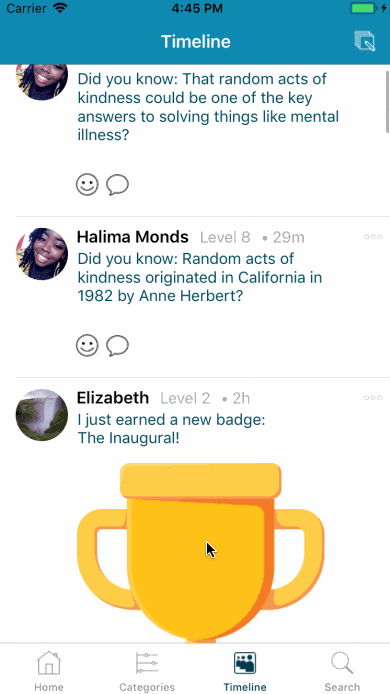 Carrier 4:45 PM
Timeline
Did you know: That random acts of
kindness could be one of the key
answers to solving things like mental
illness?
Halima Monds Level 8 • 29m
Did you know: Random acts of
kindness originated in California in
1982 by Anne Herbert?
Elizabeth Level 2 • 2h
I just earned a new badge:
The Inaugural!
Home Categories Timeline Search